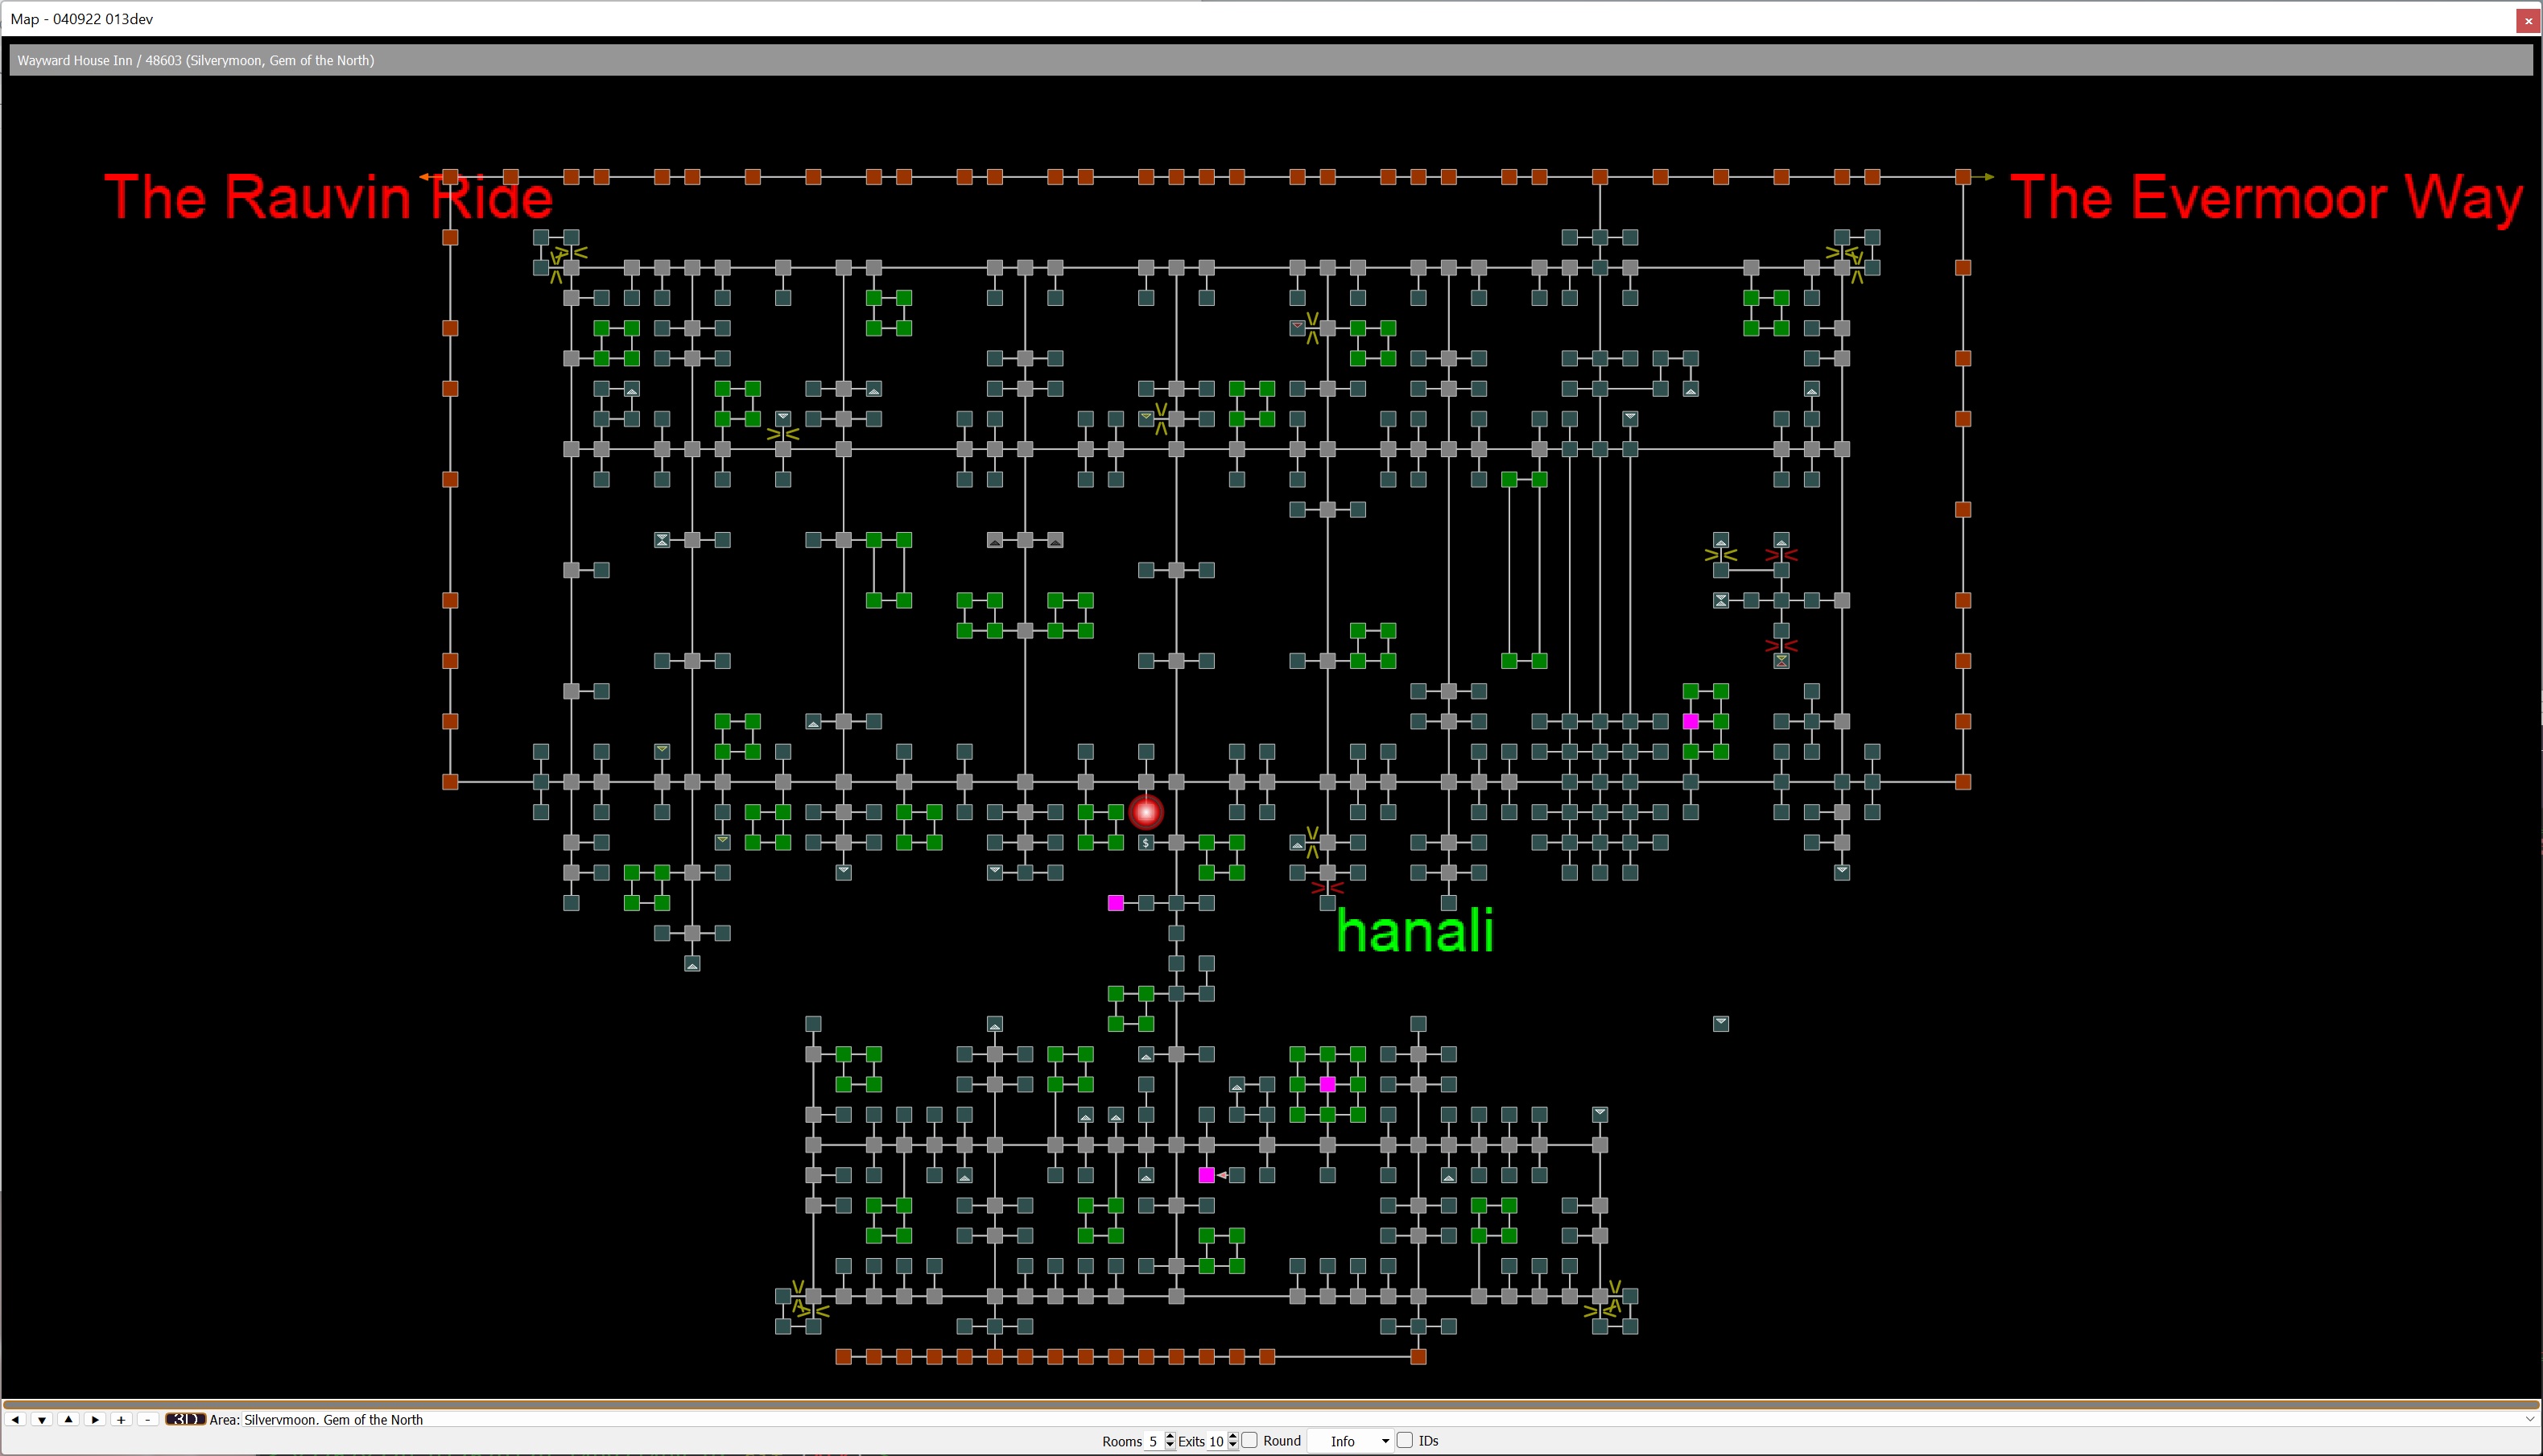 Map - 040922 013dev
Wayward House Inn / 48603 (Silverymoon, Gem of the North)
The Rauvin Ride
The Evermoor Way
$
hanali
+ - 3D Area: Silverymoon, Gem of the North
Rooms 5 Exits 10 Round Info IDs